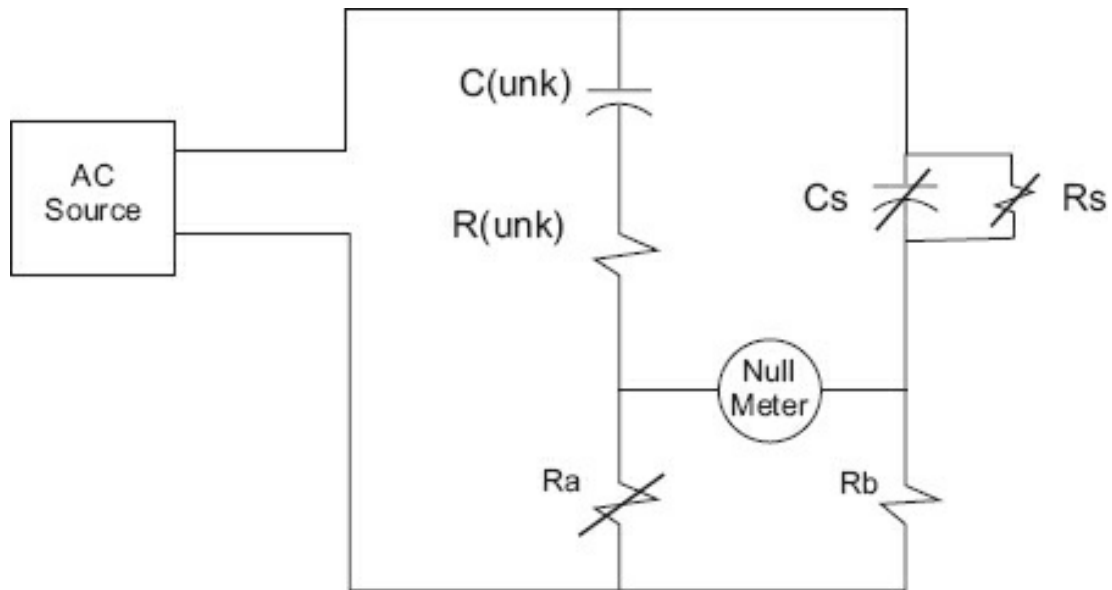 C(unk)
AC
Source
Cs
Rs
R(unk)
Null
Meter
Ra
Rb